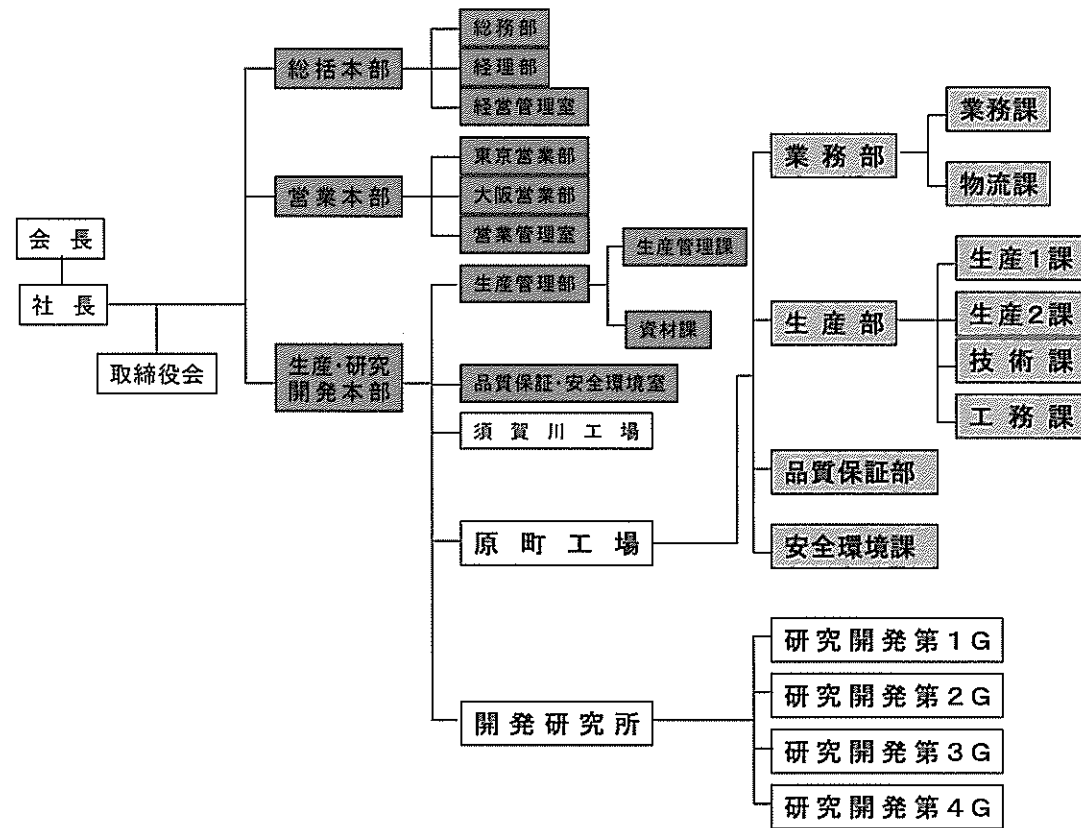 会長
社長
取締役会
総括本部
総務部
経理部
経営管理室
営業本部
東京営業部
大阪営業部
営業管理室
生産・研究
開発本部
生産管理部
生産管理課
資材課
品質保証・安全環境室
須賀川工場
原町工場
業務部
業務課
物流課
生産部
生産1課
生産2課
技術課
工務課
品質保証部
安全環境課
開発研究所
研究開発第1G
研究開発第2G
研究開発第3G
研究開発第4G